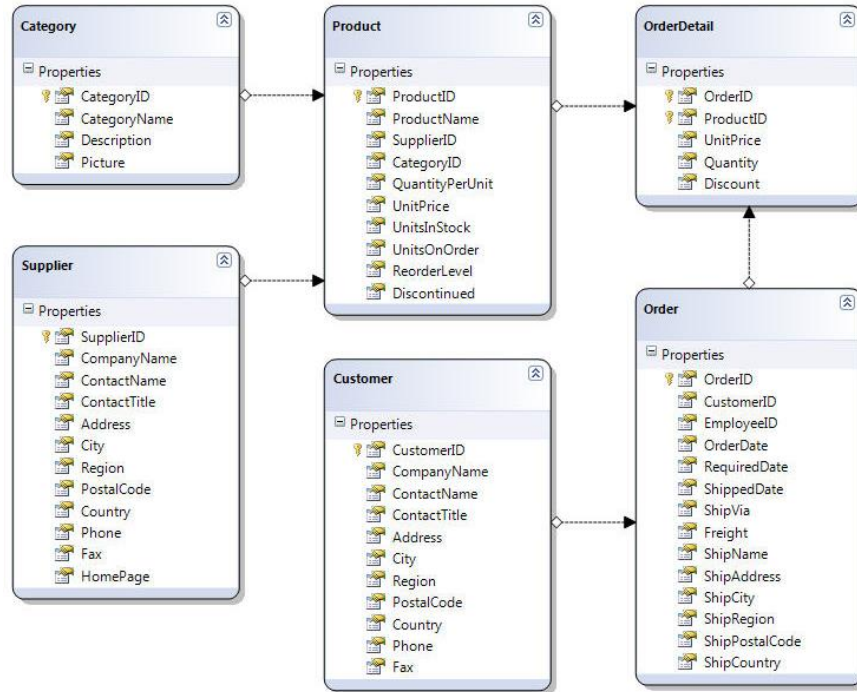 Category
Properties
CategoryID
CategoryName
Description
Picture
Product
Properties
ProductID
ProductName
SupplierID
CategoryID
QuantityPerUnit
UnitPrice
UnitsInStock
UnitsOnOrder
ReorderLevel
Discontinued
OrderDetail
Properties
OrderID
ProductID
UnitPrice
Quantity
Discount
Supplier
Properties
SupplierID
CompanyName
ContactName
ContactTitle
Address
City
Region
PostalCode
Country
Phone
Fax
HomePage
Customer
Properties
CustomerID
CompanyName
ContactName
ContactTitle
Address
City
Region
PostalCode
Country
Phone
Fax
Order
Properties
OrderID
CustomerID
EmployeeID
OrderDate
RequiredDate
ShippedDate
ShipVia
Freight
ShipName
ShipAddress
ShipCity
ShipRegion
ShipPostalCode
ShipCountry